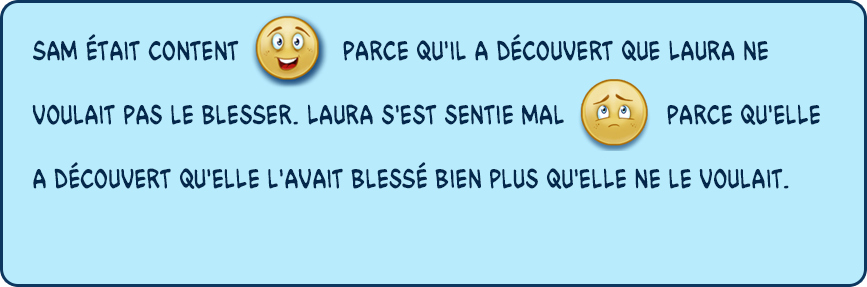 SAM ÉTAIT CONTENT PARCE QU'IL A DÉCOUVERT QUE LAURA NE
VOULAIT PAS LE BLESSER. LAURA S'EST SENTIE MAL PARCE QU'ELLE
A DÉCOUVERT QU'ELLE L'AVAIT BLESSÉ BIEN PLUS QU'ELLE NE LE VOULAIT.